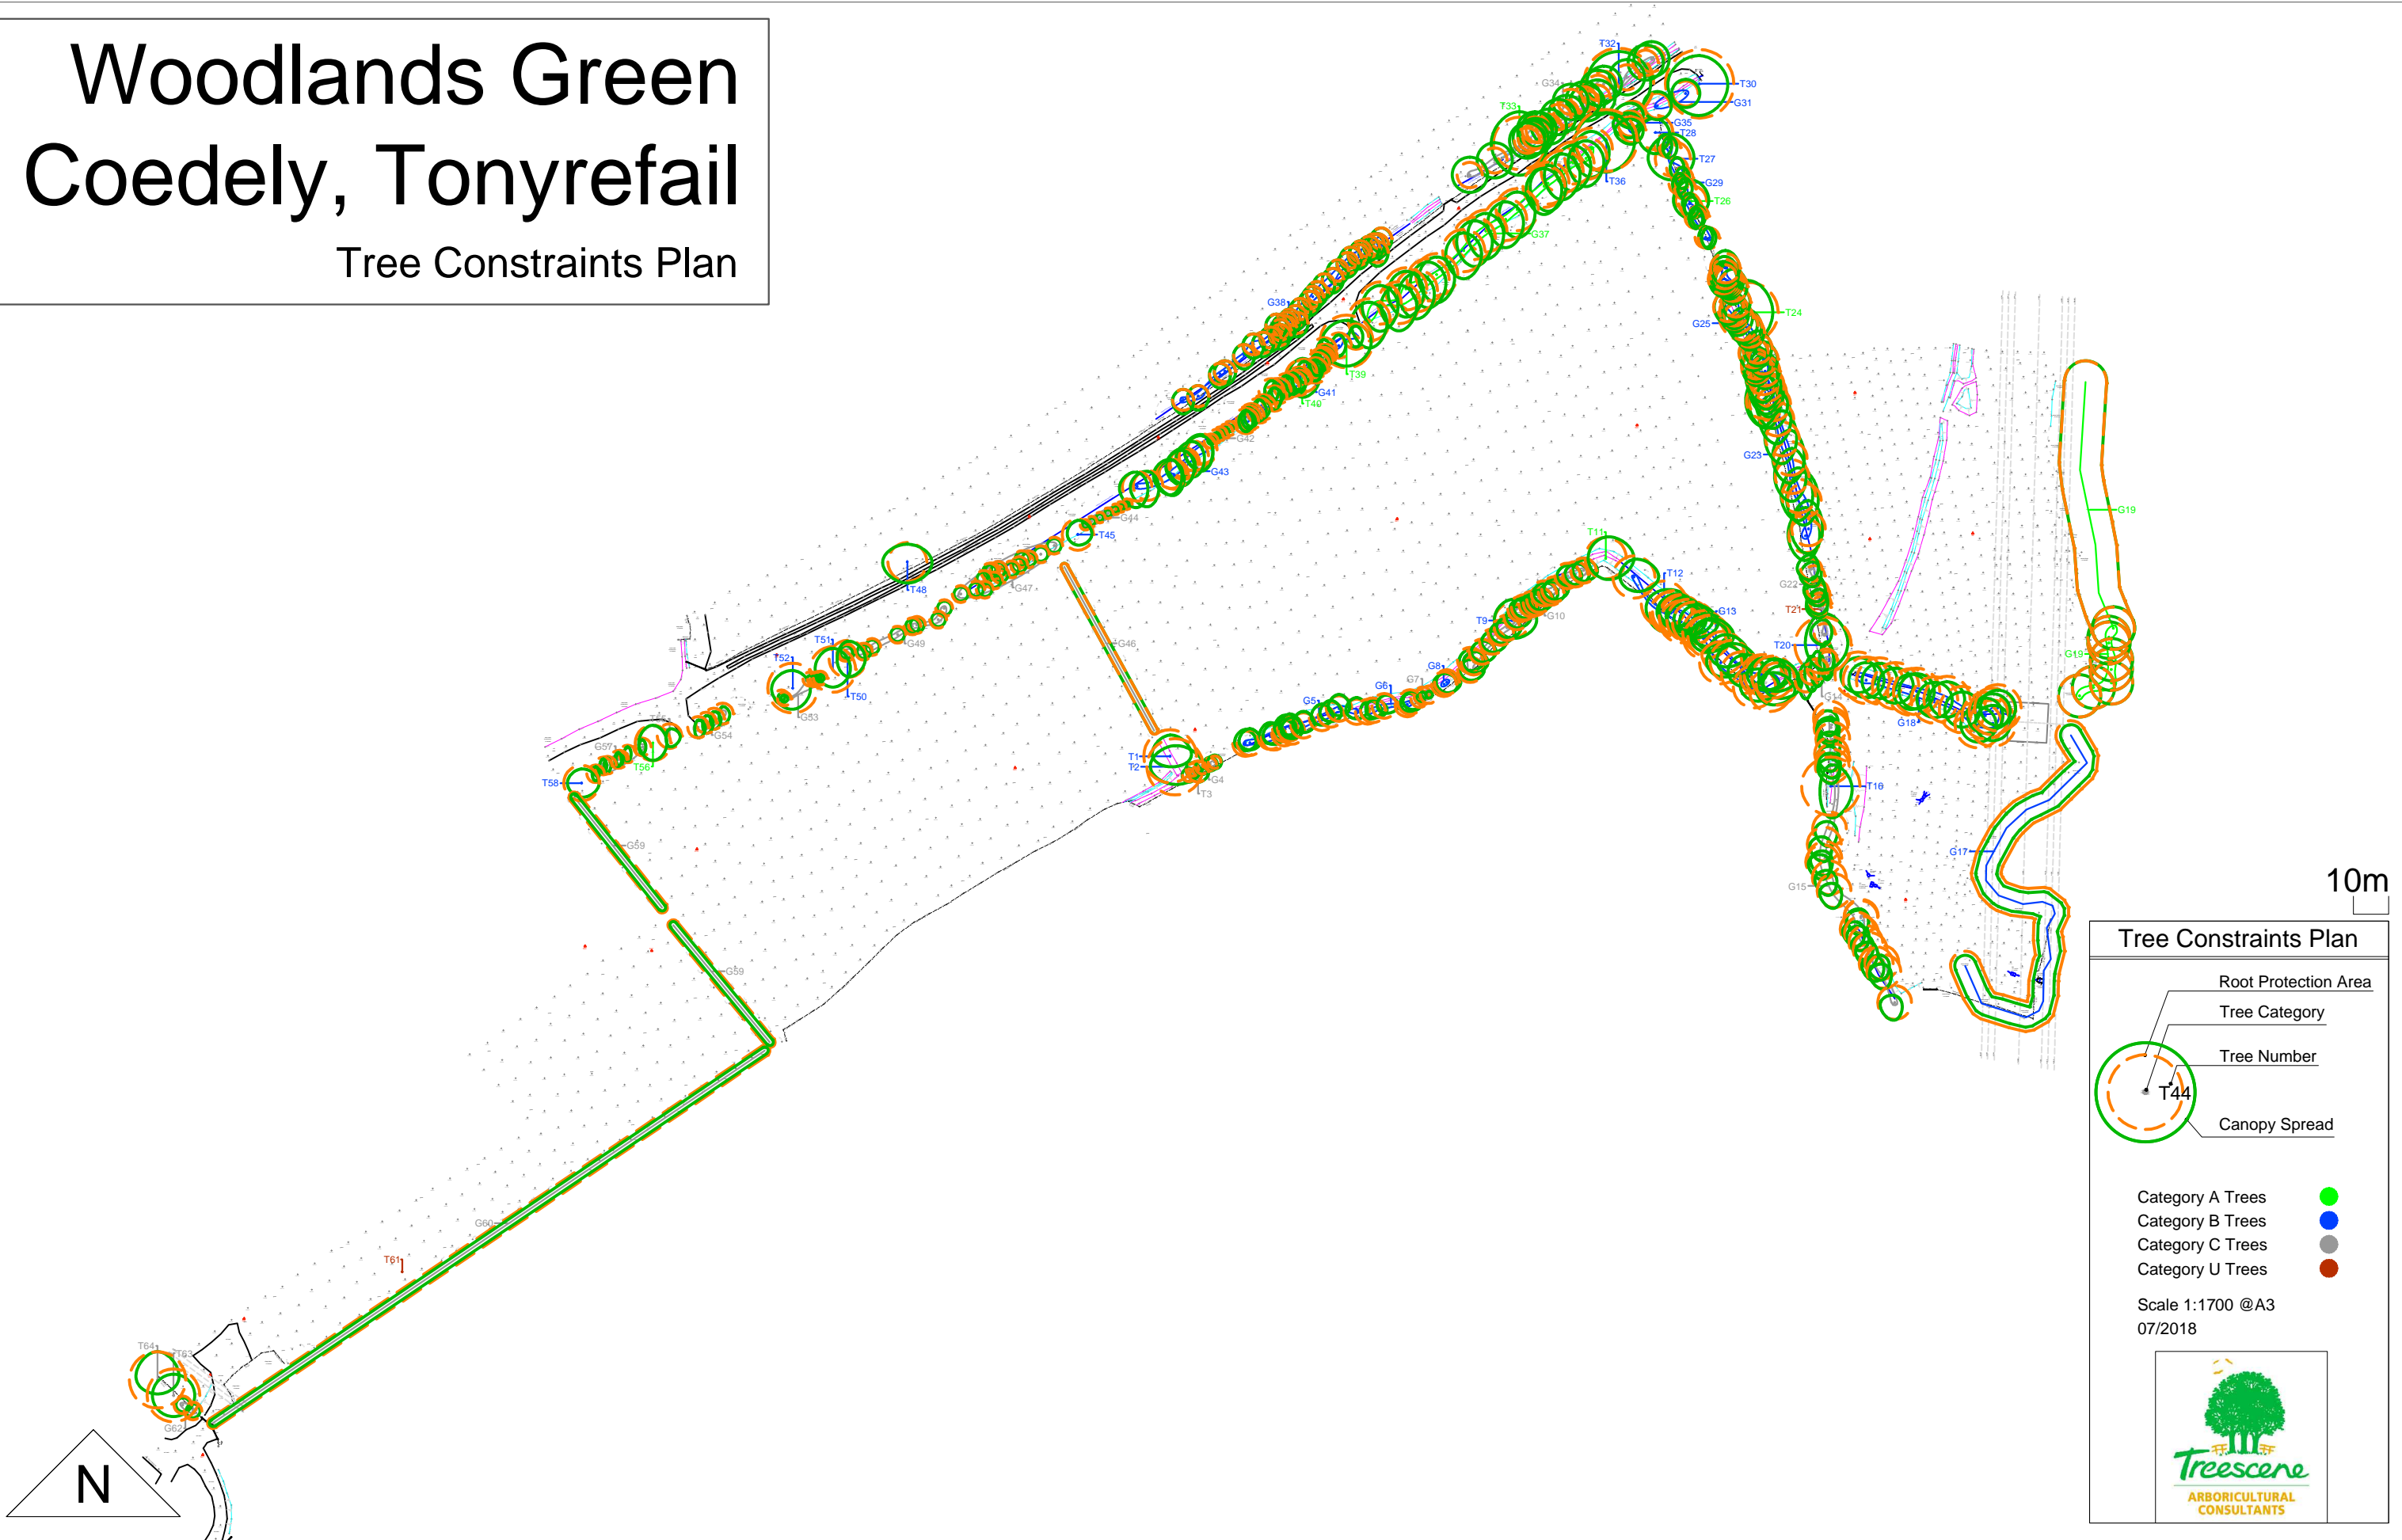 Woodlands Green
Coedely, Tonyrefail
Tree Constraints Plan
T32
T30
G31
G34
T33
G35
T28
T27
G29
T26
T36
G37
T24
G25
G38
T39
G41
T40
G42
G43
G23
G44
T45
G19
T48
G47
T11
T12
G13
G22
T21
T20
G19
T9
G10
G8
G6
G7
G5
G14
G18
T51
G49
T52
T50
G53
G46
G54
G57
T56
T58
T1
T2
G4
T3
T16
G17
G15
G59
G59
G60
T61
T64
T63
G62
N
10m
Tree Constraints Plan
Root Protection Area
Tree Category
Tree Number
T44
Canopy Spread
Category A Trees
Category B Trees
Category C Trees
Category U Trees
Scale 1:1700 @A3
07/2018
Treescene
ARBORICULTURAL
CONSULTANTS